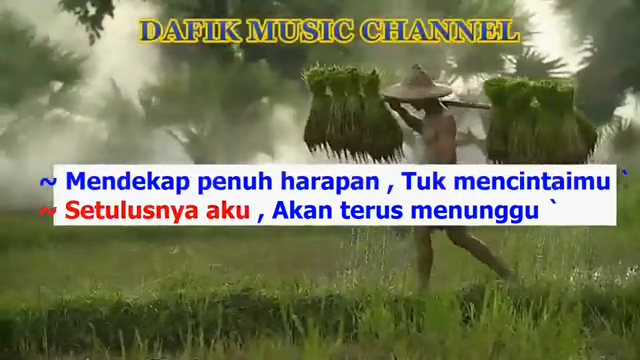 DAFIK MUSIC CHANNEL
~ Mendekap penuh harapan , Tuk mencintaimu `
~ Setulusnya aku , Akan terus menunggu `